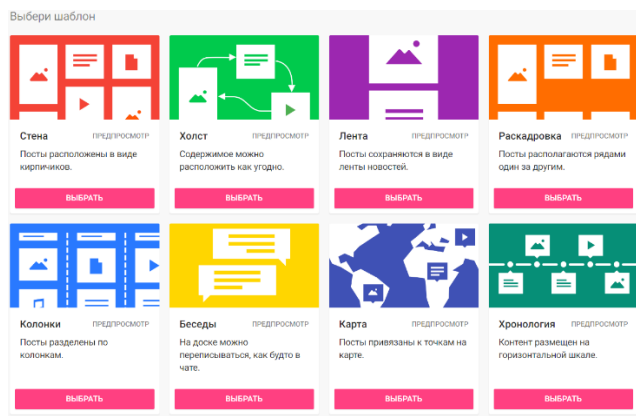 Выбери шаблон
Стена ПРЕДПРОСМОТР
Посты расположены в виде
кирпичиков.
ВЫБРАТЬ
Холст ПРЕДПРОСМОТР
Содержимое можно
расположить как угодно.
ВЫБРАТЬ
Лента ПРЕДПРОСМОТР
Посты сохраняются в виде
ленты новостей.
ВЫБРАТЬ
Раскадровка ПРЕДПРОСМОТР
Посты располагаются рядами
один за другим.
ВЫБРАТЬ
Колонки ПРЕДПРОСМОТР
Посты разделены по
колонкам.
ВЫБРАТЬ
Беседы ПРЕДПРОСМОТР
На доске можно
переписываться, как будто в
чате.
ВЫБРАТЬ
Карта ПРЕДПРОСМОТР
Посты привязаны к точкам на
карте.
ВЫБРАТЬ
Хронология ПРЕДПРОСМОТР
Контент размещен на
горизонтальной шкале.
ВЫБРАТЬ